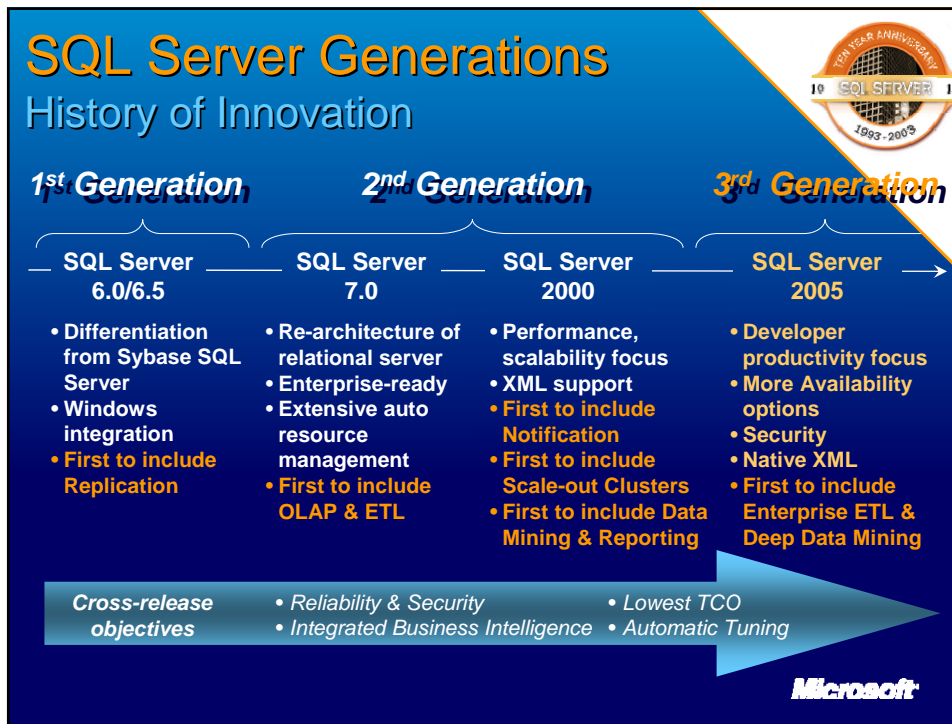 SQL Server Generations
History of Innovation
TEN YEAR ANNIVERSARY
10 SQL SERVER 1
1993-2003
1st Generation
2nd Generation
3rd Generation
SQL Server
6.0/6.5
SQL Server
7.0
SQL Server
2000
SQL Server
2005
• Differentiation
from Sybase SQL
Server
• Windows
integration
• First to include
Replication
• Re-architecture of
relational server
• Enterprise-ready
• Extensive auto
resource
management
• First to include
OLAP & ETL
• Performance,
scalability focus
• XML support
• First to include
Notification
• First to include
Scale-out Clusters
• First to include Data
Mining & Reporting
• Developer
productivity focus
• More Availability
options
• Security
• Native XML
• First to include
Enterprise ETL &
Deep Data Mining
Cross-release
objectives
• Reliability & Security
• Integrated Business Intelligence
• Lowest TCO
• Automatic Tuning
Microsoft